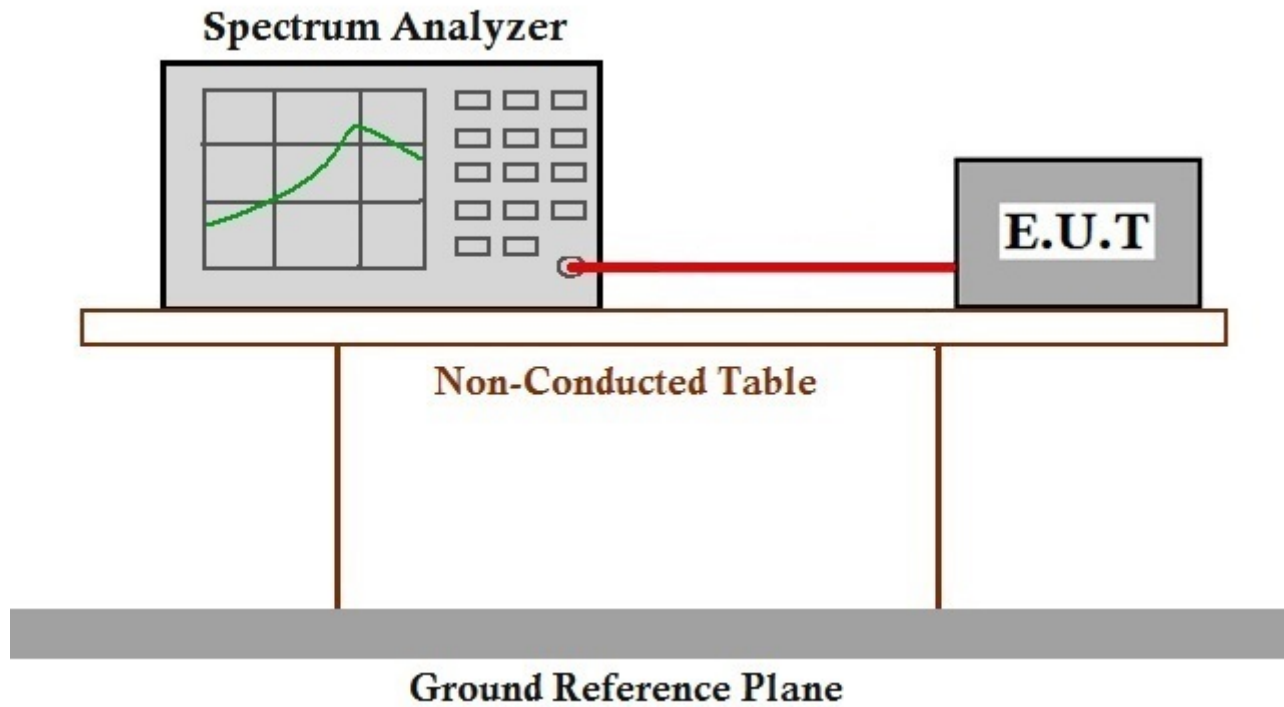 Spectrum Analyzer
E.U.T
Non-Conducted Table
Ground Reference Plane